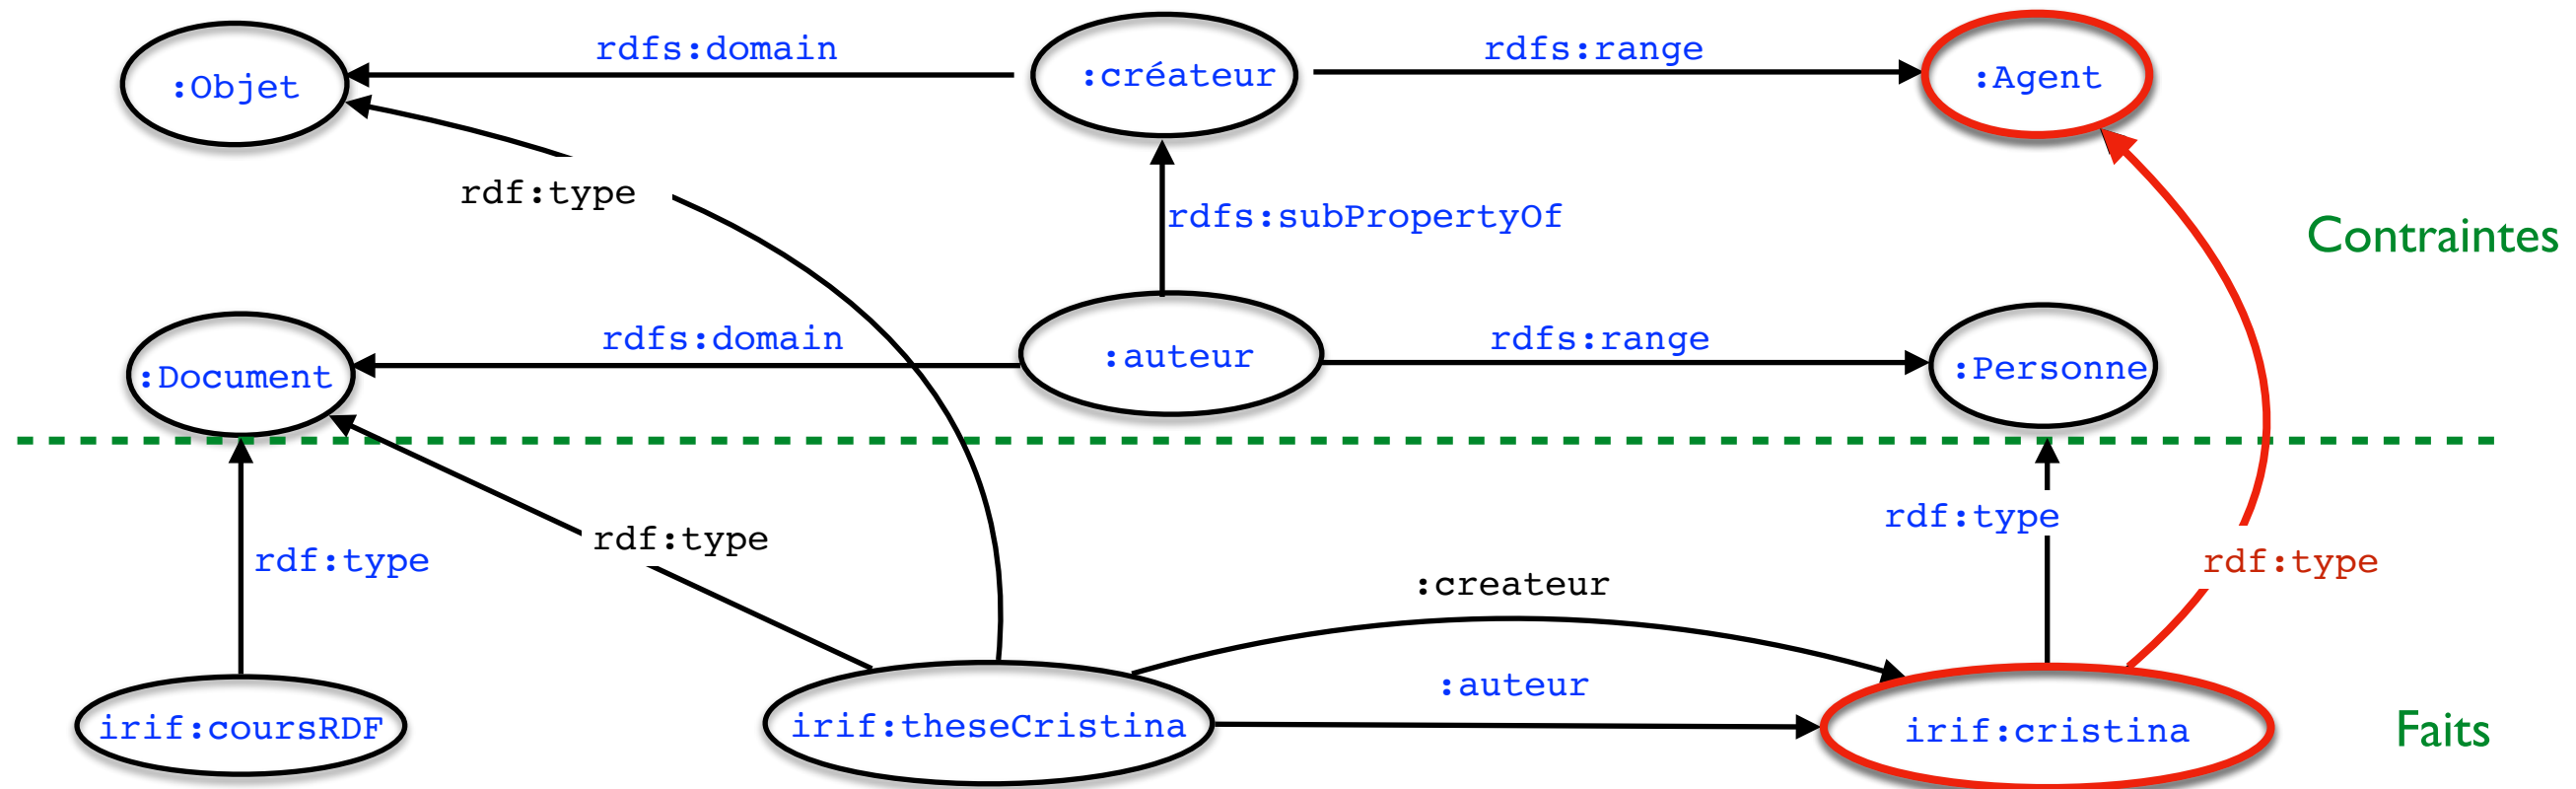 rdfs:domain
:créateur
rdfs:range
:Objet
:Agent
rdf:type
rdfs:subPropertyOf
Contraintes
rdfs:domain
:auteur
rdfs:range
:Document
:Personne
rdf:type
rdf:type
rdf:type
rdf:type
:createur
:auteur
irif:coursRDF
irif:theseCristina
irif:cristina
Faits